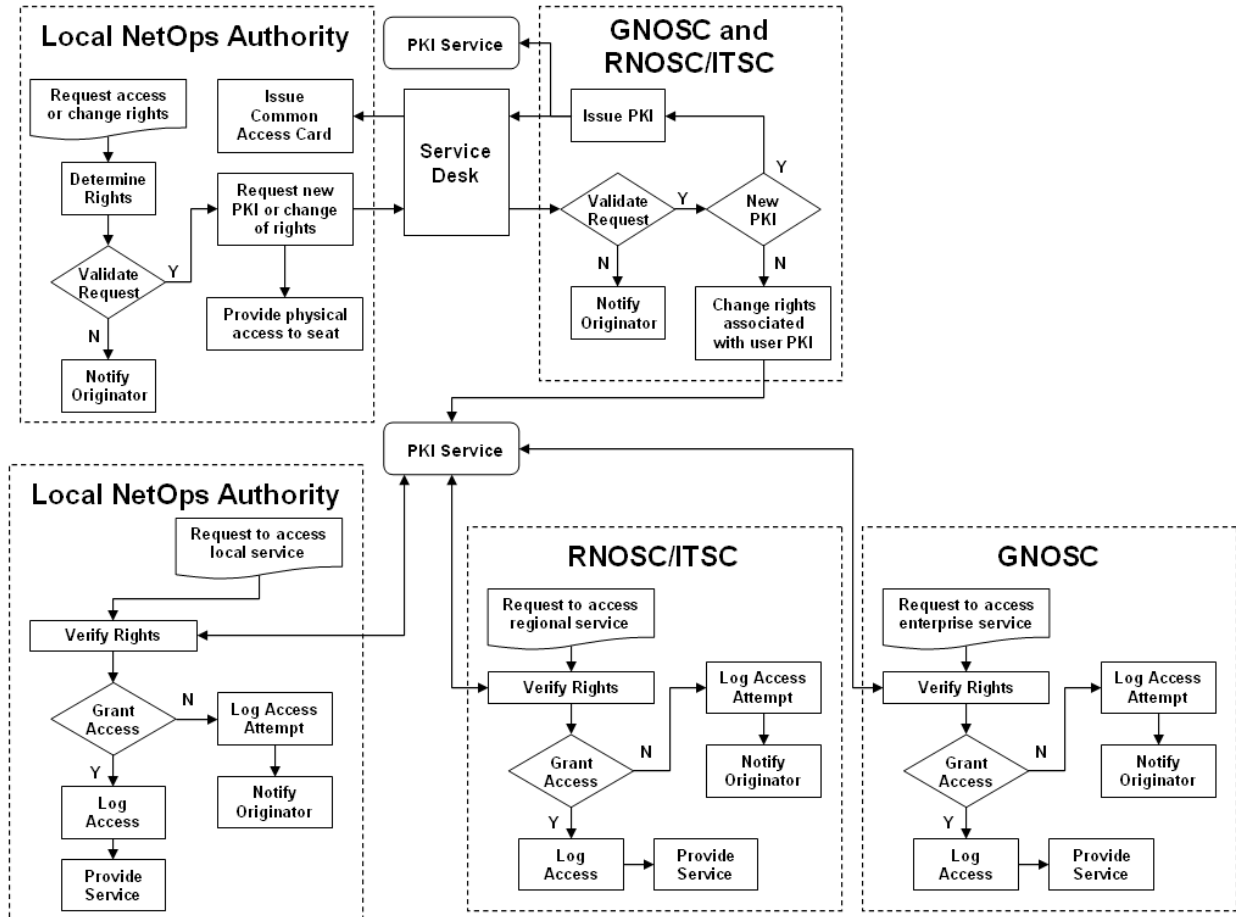 Local NetOps Authority
Request access
or change rights
Determine
Rights
Validate
Request
Y
N
Notify
Originator
Issue
Common
Access Card
Request new
PKI or change
of rights
Provide physical
access to seat
PKI Service
Service
Desk
GNOSC and
RNOSC/ITSC
Issue PKI
Validate
Request
Y
N
Notify
Originator
New
PKI
Y
N
Change rights
associated
with user PKI
PKI Service
Local NetOps Authority
Request to access
local service
Verify Rights
Grant
Access
N
Log Access
Attempt
Notify
Originator
Y
Log
Access
Provide
Service
RNOSC/ITSC
Request to access
regional service
Verify Rights
Grant
Access
N
Log Access
Attempt
Notify
Originator
Y
Log
Access
Provide
Service
GNOSC
Request to access
enterprise service
Verify Rights
Grant
Access
N
Log Access
Attempt
Notify
Originator
Y
Log
Access
Provide
Service